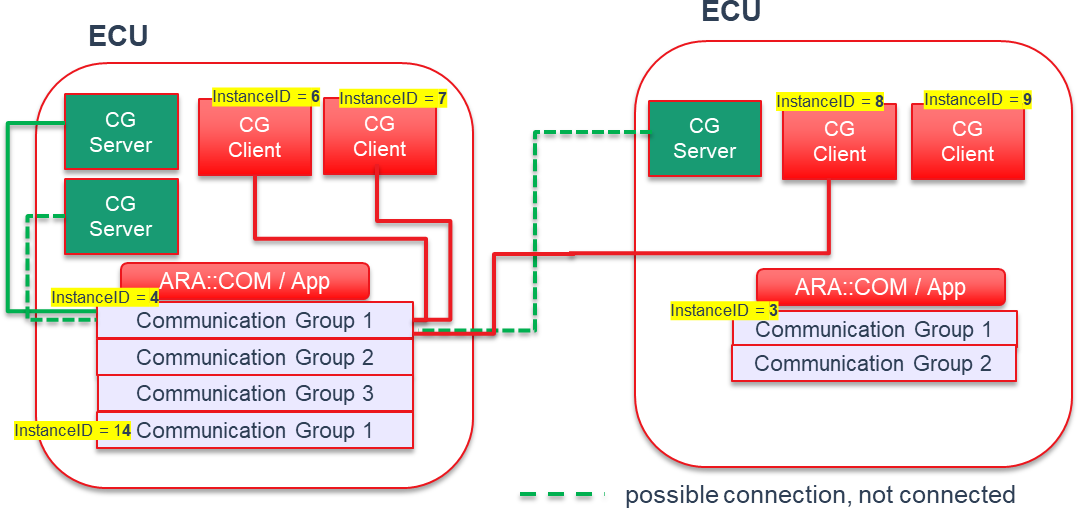 ECU
InstanceID = 6
InstanceID = 7
CG
Server
CG
Client
CG
Client
CG
Server
ARA::COM / App
InstanceID = 4
Communication Group 1
Communication Group 2
Communication Group 3
InstanceID = 14
Communication Group 1
ECU
InstanceID = 8
InstanceID = 9
CG
Server
CG
Client
CG
Client
ARA::COM / App
InstanceID = 3
Communication Group 1
Communication Group 2
possible connection, not connected